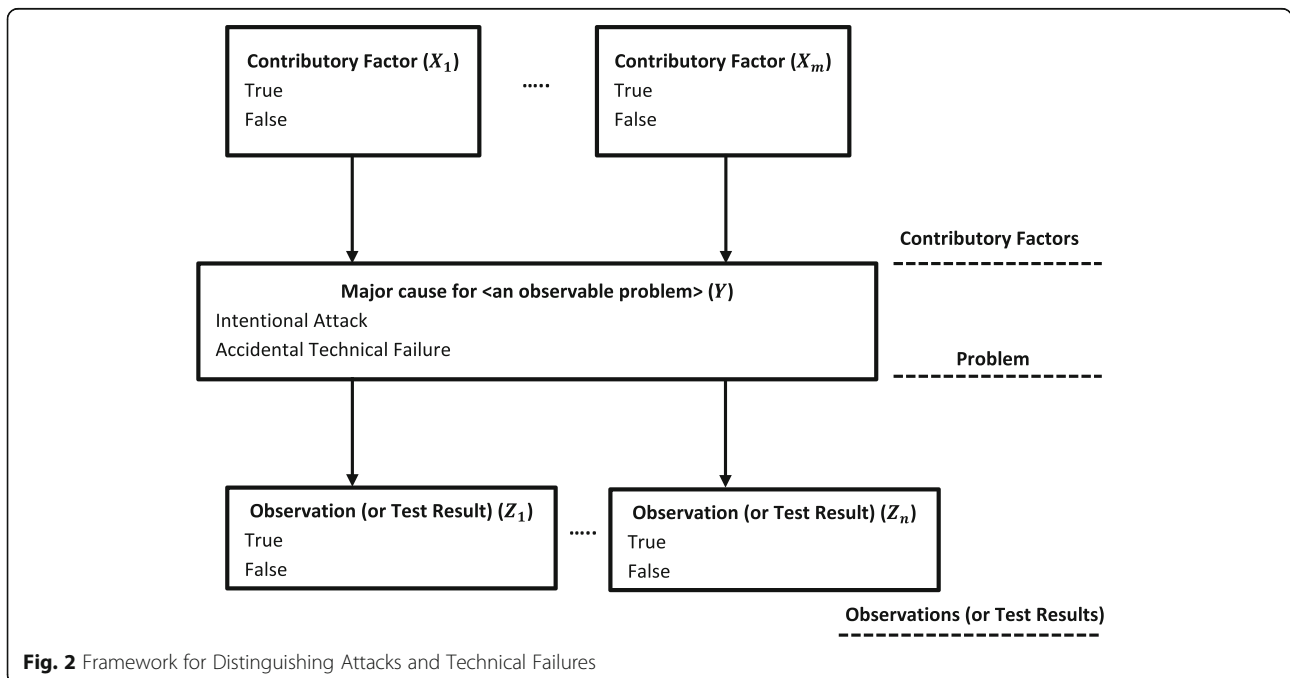 Contributory Factor (X₁)
True
False
.....
Contributory Factor (Xₘ)
True
False
Contributory Factors
Major cause for <an observable problem> (Y)
Intentional Attack
Accidental Technical Failure
Problem
Observation (or Test Result) (Z₁)
True
False
.....
Observation (or Test Result) (Zₙ)
True
False
Observations (or Test Results)
Fig. 2 Framework for Distinguishing Attacks and Technical Failures